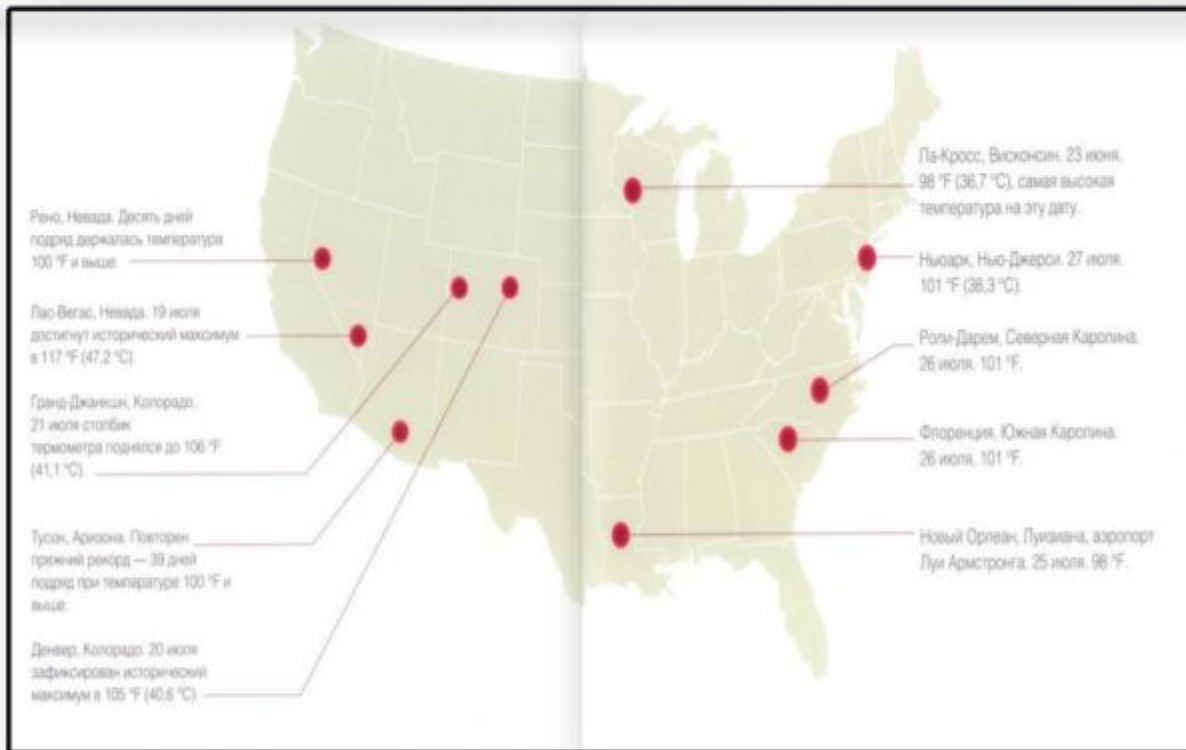 Рено, Невада. Десять дней
подряд держалась температура
100 °F и выше.
Лас-Вегас, Невада. 19 июля
достигнут исторический максимум
в 117 °F (47,2 °C).
Гранд-Джанкшн, Колорадо.
21 июля столбик
термометра поднялся до 106 °F
(41,1 °C)
Тусон, Аризона. Повторен
прежний рекорд — 39 дней
подряд при температуре 100 °F и
выше.
Денвер, Колорадо. 20 июля
зафиксирован исторический
максимум в 105 °F (40,6 °C)
Ла-Кросс, Висконсин. 23 июня.
98 °F (36,7 °C), самая высокая
температура на эту дату.
Ньюарк, Нью-Джерси. 27 июля.
101 °F (38,3 °C)
Роли-Дарем, Северная Каролина.
26 июля. 101 °F.
Флоренция, Южная Каролина.
26 июля. 101 °F.
Новый Орлеан, Луизиана, аэропорт
Луи Армстронга. 25 июля. 98 °F.